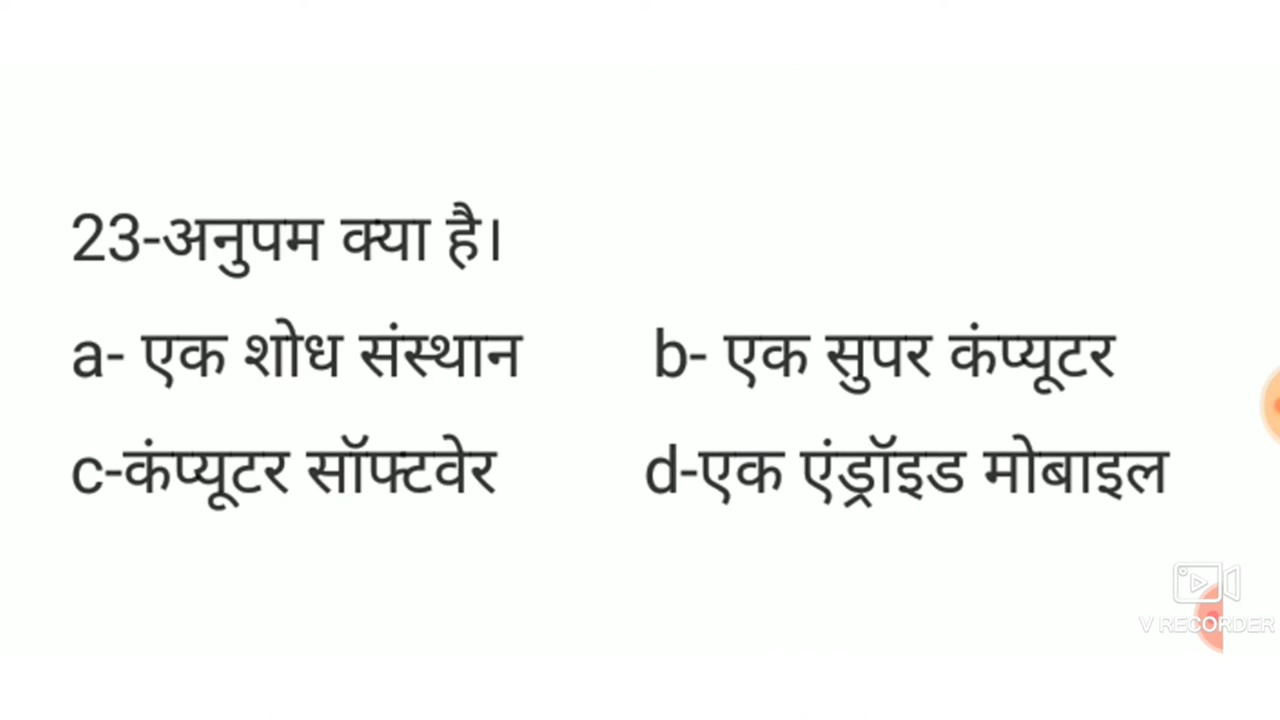 23-अनुपम क्या है।
a- एक शोध संस्थान b- एक सुपर कंप्यूटर
c-कंप्यूटर सॉफ्टवेर d-एक एंड्रॉइड मोबाइल
V RECORDER